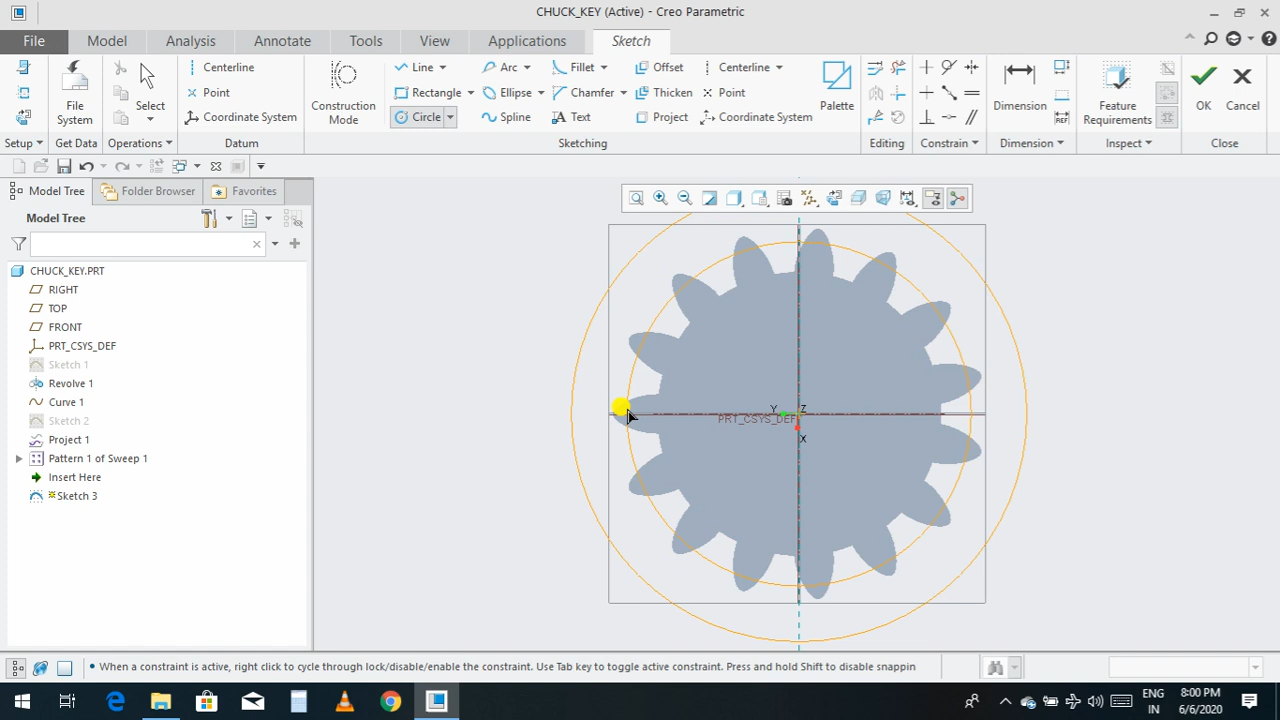 CHUCK_KEY (Active) - Creo Parametric
File Model Analysis Annotate Tools View Applications Sketch
Centerline Line Arc Fillet Offset Centerline
Point Rectangle Ellipse Chamfer Thicken Point
Coordinate System Circle Spline Text Project Coordinate System
File System
Select
Construction Mode
Palette
Dimension
Feature Requirements
OK
Cancel
Setup Get Data Operations Datum Sketching Editing Constrain Dimension Inspect Close
Model Tree Folder Browser Favorites
Model Tree
CHUCK_KEY.PRT
RIGHT
TOP
FRONT
PRT_CSYS_DEF
Sketch 1
Revolve 1
Curve 1
Sketch 2
Project 1
Pattern 1 of Sweep 1
Insert Here
Sketch 3
Y Z
PRT_CSYS_DEF
X
• When a constraint is active, right click to cycle through lock/disable/enable the constraint. Use Tab key to toggle active constraint. Press and hold Shift to disable snappin
ENG
IN
8:00 PM
6/6/2020